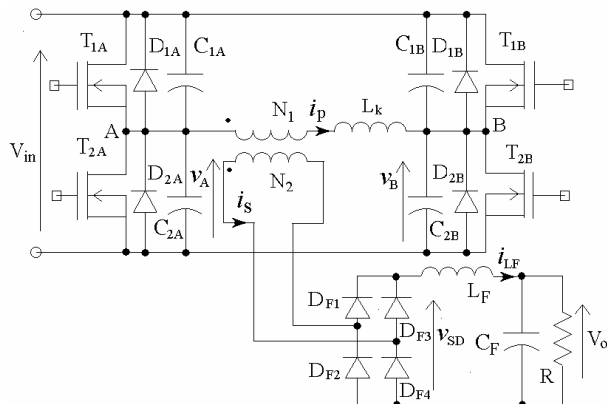 T1A
D1A
C1A
C1B
D1B
T1B
N1
ip
Lk
A
B
Vin
T2A
D2A
vA
N2
vB
D2B
T2B
C2A
is
C2B
iLF
LF
DF1
DF3
vSD
CF
Vo
DF2
DF4
R